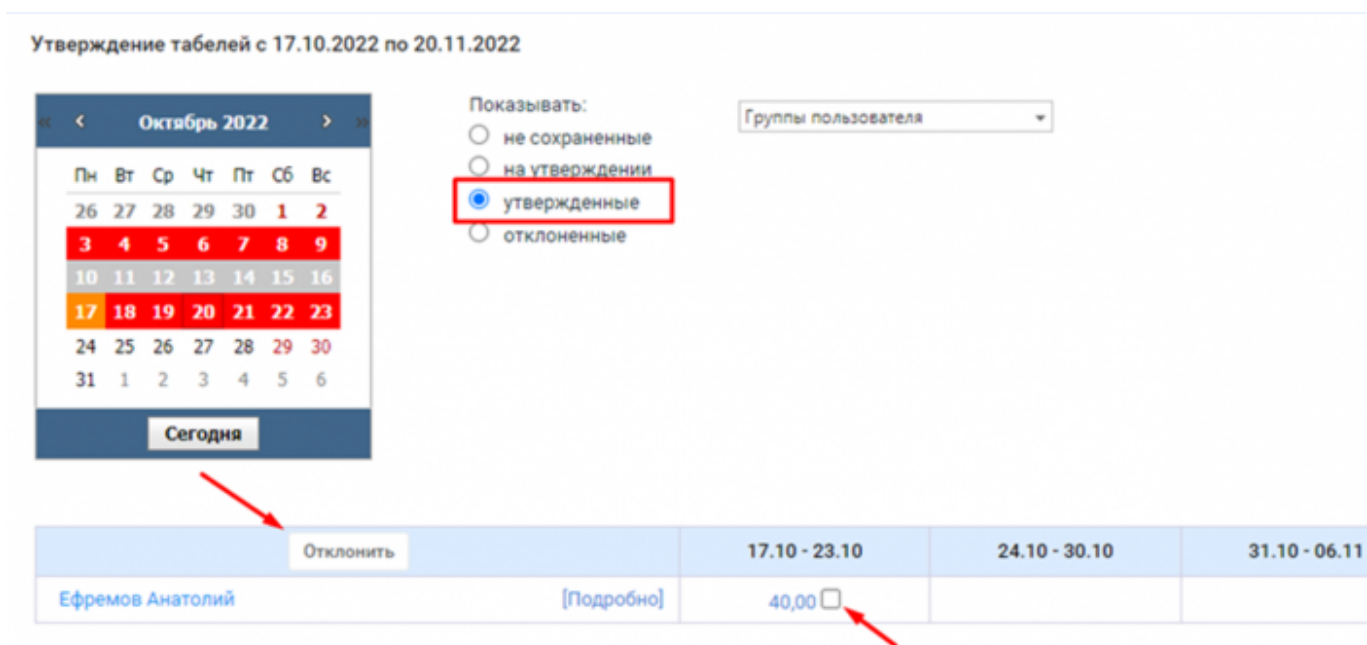 Утверждение табелей с 17.10.2022 по 20.11.2022
« ‹ Октябрь 2022 › »
Пн Вт Ср Чт Пт Сб Вс
26 27 28 29 30 1 2
3 4 5 6 7 8 9
10 11 12 13 14 15 16
17 18 19 20 21 22 23
24 25 26 27 28 29 30
31 1 2 3 4 5 6
Сегодня
Показывать:
не сохраненные
на утверждении
утвержденные
отклоненные
Группы пользователя
Отклонить 17.10 - 23.10 24.10 - 30.10 31.10 - 06.11
Ефремов Анатолий [Подробно] 40,00